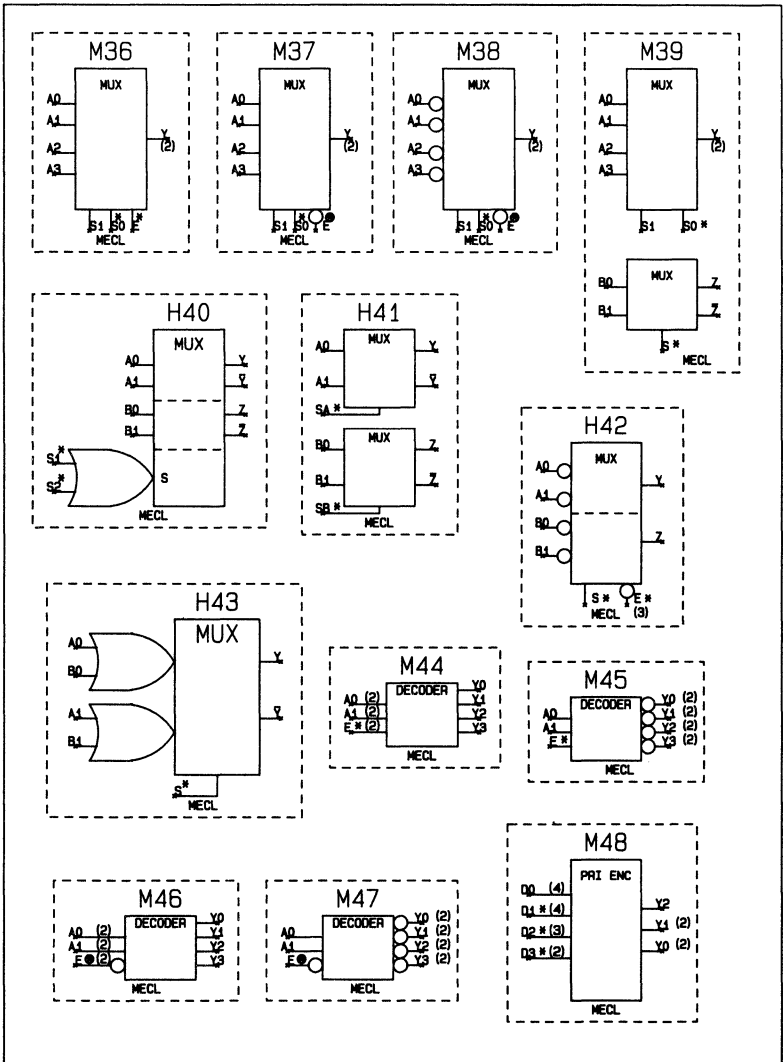 M36
MUX
A0
A1
A2
A3
Y
(2)
S1 S0* E*
MECL
M37
MUX
A0
A1
A2
A3
Y
(2)
S1 S0* E●
MECL
M38
MUX
A0
A1
A2
A3
Y
(2)
S1 S0* E●
MECL
M39
MUX
A0
A1
A2
A3
Y
(2)
S1 S0 *
MUX
B0
B1
Z
Z̅
S *
MECL
H40
MUX
A0
A1
B0
B1
Y
Y̅
Z
Z̅
S1*
S2*
S
MECL
H41
MUX
A0
A1
Y
Y̅
SA *
MUX
B0
B1
Z
Z̅
SB *
MECL
H42
MUX
A0
A1
B0
B1
Y
Z
S * E *
MECL (3)
H43
MUX
A0
B0
A1
B1
Y
Y̅
S*
MECL
M44
DECODER
A0 (2)
A1 (2)
E * (2)
Y0
Y1
Y2
Y3
MECL
M45
DECODER
A0
A1
E *
Y0 (2)
Y1 (2)
Y2 (2)
Y3 (2)
MECL
M46
DECODER
A0 (2)
A1 (2)
E ● (2)
Y0
Y1
Y2
Y3
MECL
M47
DECODER
A0
A1
E ●
Y0 (2)
Y1 (2)
Y2 (2)
Y3 (2)
MECL
M48
PRI ENC
D0 (4)
D1 * (4)
D2 * (3)
D3 * (2)
Y2
Y1 (2)
Y0 (2)
MECL